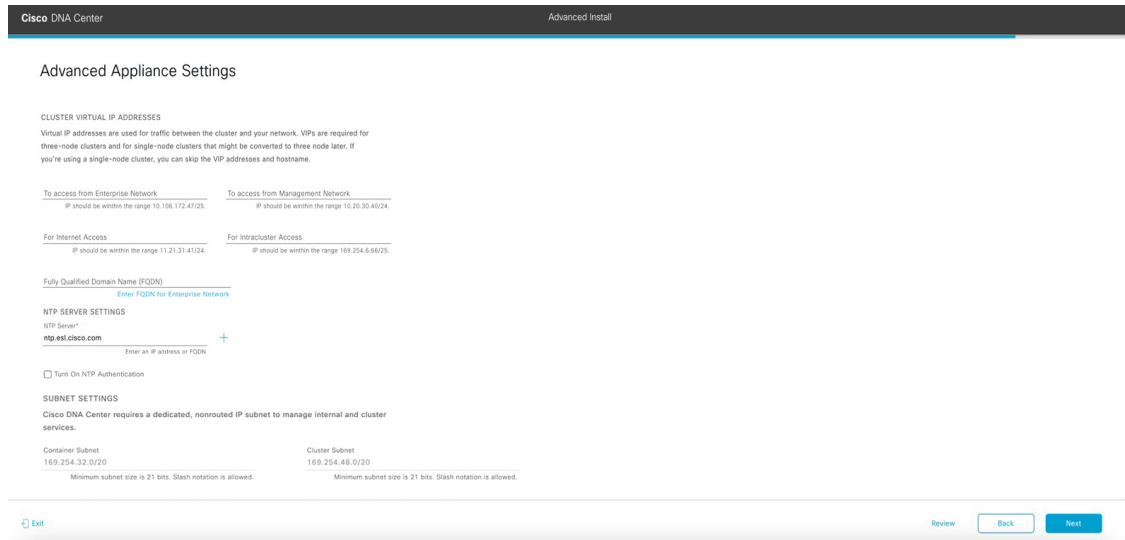 Cisco DNA Center
Advanced Install
Advanced Appliance Settings
CLUSTER VIRTUAL IP ADDRESSES
Virtual IP addresses are used for traffic between the cluster and your network. VIPs are required for
three-node clusters and for single-node clusters that might be converted to three node later. If
you're using a single-node cluster, you can skip the VIP addresses and hostname.
To access from Enterprise Network
IP should be winthin the range 10.106.172.47/25.
To access from Management Network
IP should be winthin the range 10.20.30.40/24.
For Internet Access
IP should be winthin the range 11.21.31.41/24.
For Intracluster Access
IP should be winthin the range 169.254.6.66/25.
Fully Qualified Domain Name (FQDN)
Enter FQDN for Enterprise Network
NTP SERVER SETTINGS
NTP Server*
ntp.esl.cisco.com
Enter an IP address or FQDN
Turn On NTP Authentication
SUBNET SETTINGS
Cisco DNA Center requires a dedicated, nonrouted IP subnet to manage internal and cluster
services.
Container Subnet
169.254.32.0/20
Minimum subnet size is 21 bits. Slash notation is allowed.
Cluster Subnet
169.254.48.0/20
Minimum subnet size is 21 bits. Slash notation is allowed.
Exit
Review
Back
Next